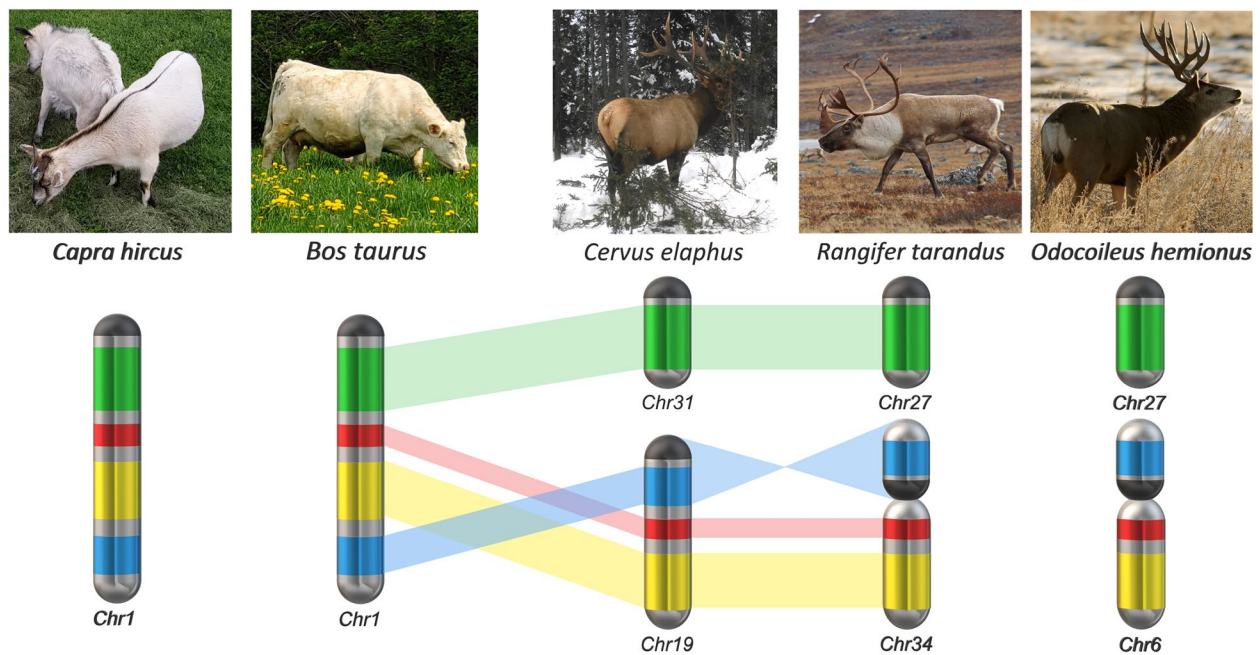 Capra hircus
Bos taurus
Cervus elaphus
Rangifer tarandus
Odocoileus hemionus
Chr31
Chr27
Chr27
Chr1
Chr1
Chr19
Chr34
Chr6